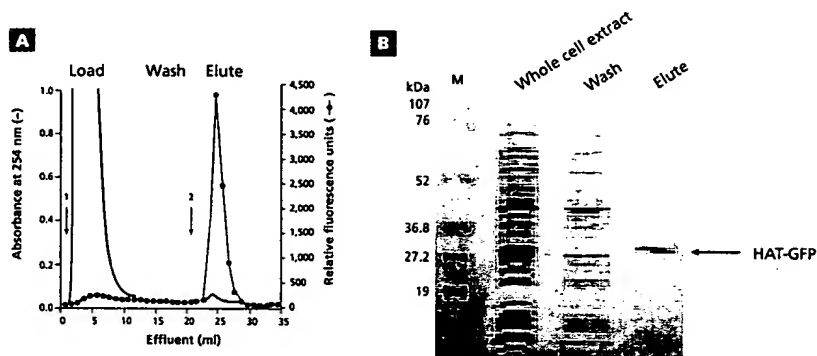 A
Load Wash Elute
Absorbance at 254 nm (–)
1.0
0.8
0.6
0.4
0.2
0.0
1
2
4,500
4,000
3,500
3,000
2,500
2,000
1,500
1,000
500
0
Relative fluorescence units (–●–)
0 5 10 15 20 25 30 35
Effluent (ml)
B
kDa
107
76
52
36.8
27.2
19
M
Whole cell extract
Wash
Elute
HAT-GFP